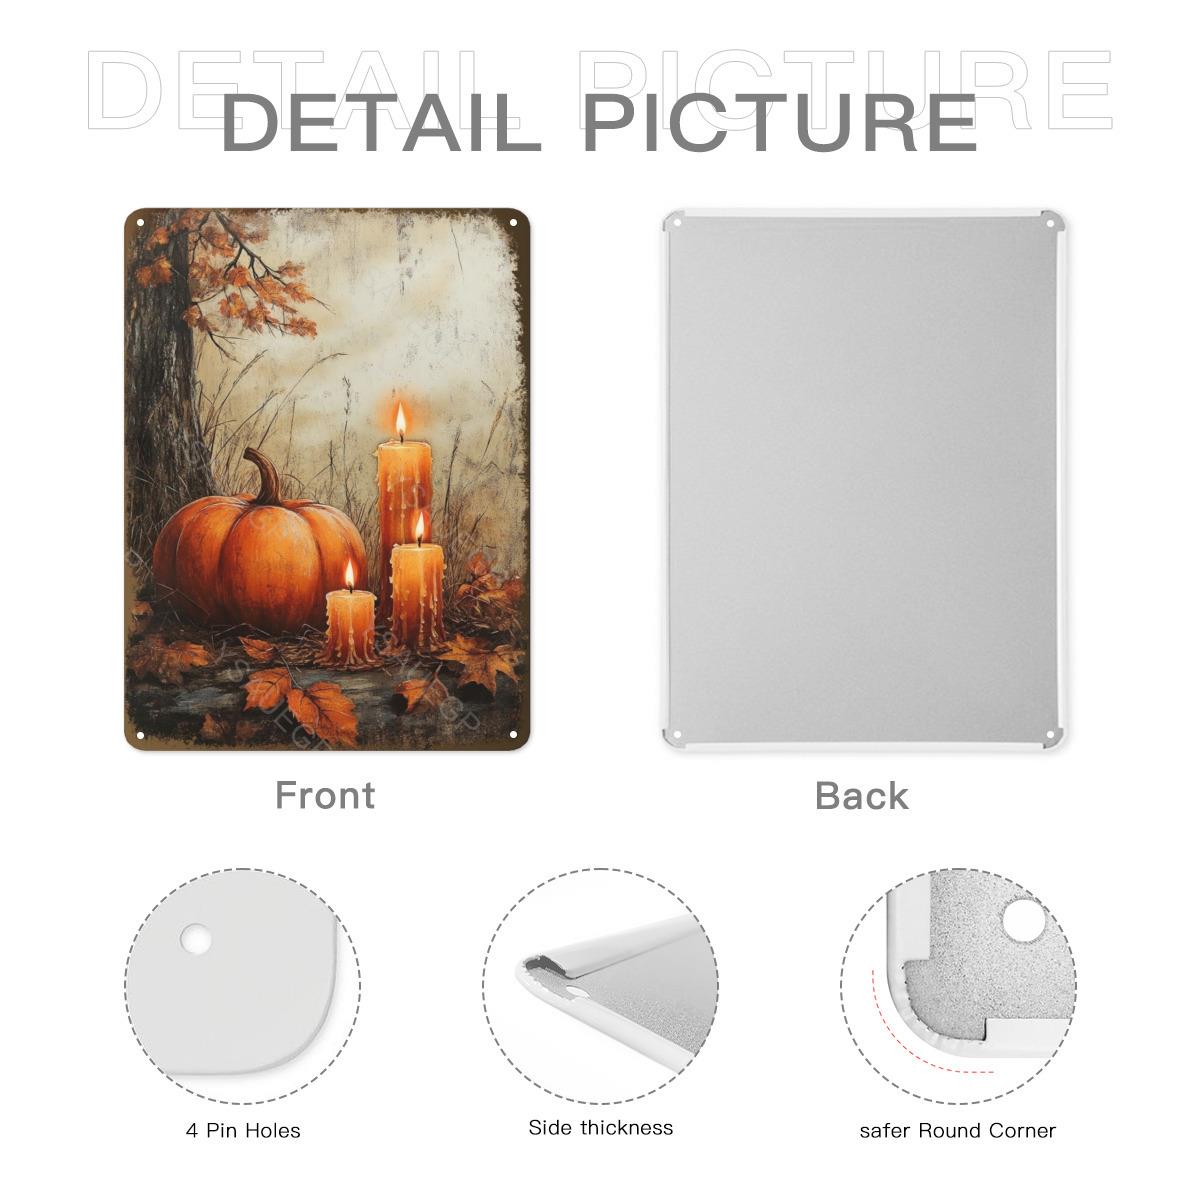 DETAIL PICTURE
DETAIL PICTURE
Front
Back
4 Pin Holes
Side thickness
safer Round Corner